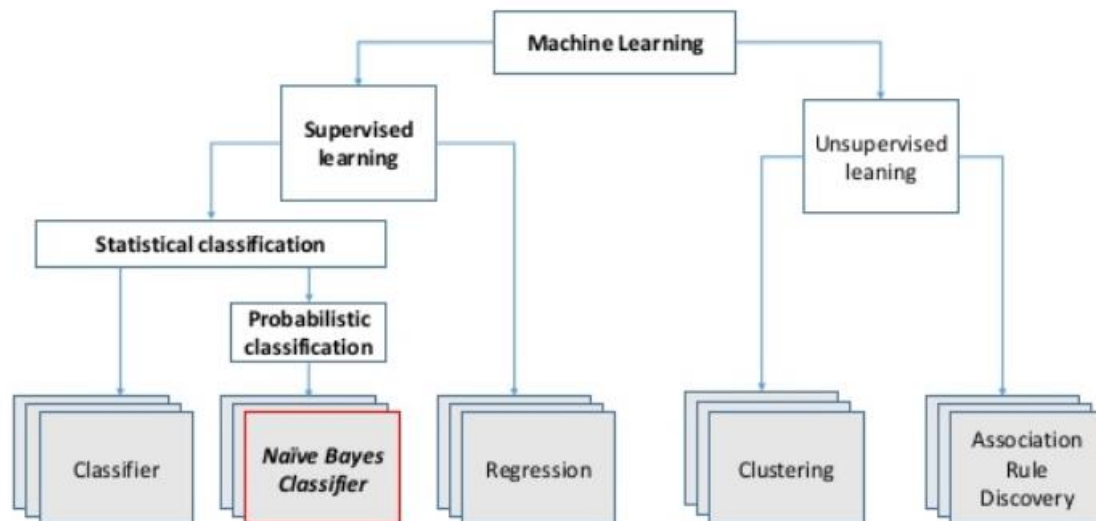 Machine Learning
Supervised
learning
Unsupervised
leaning
Statistical classification
Probabilistic
classification
Classifier
Naïve Bayes
Classifier
Regression
Clustering
Association
Rule
Discovery